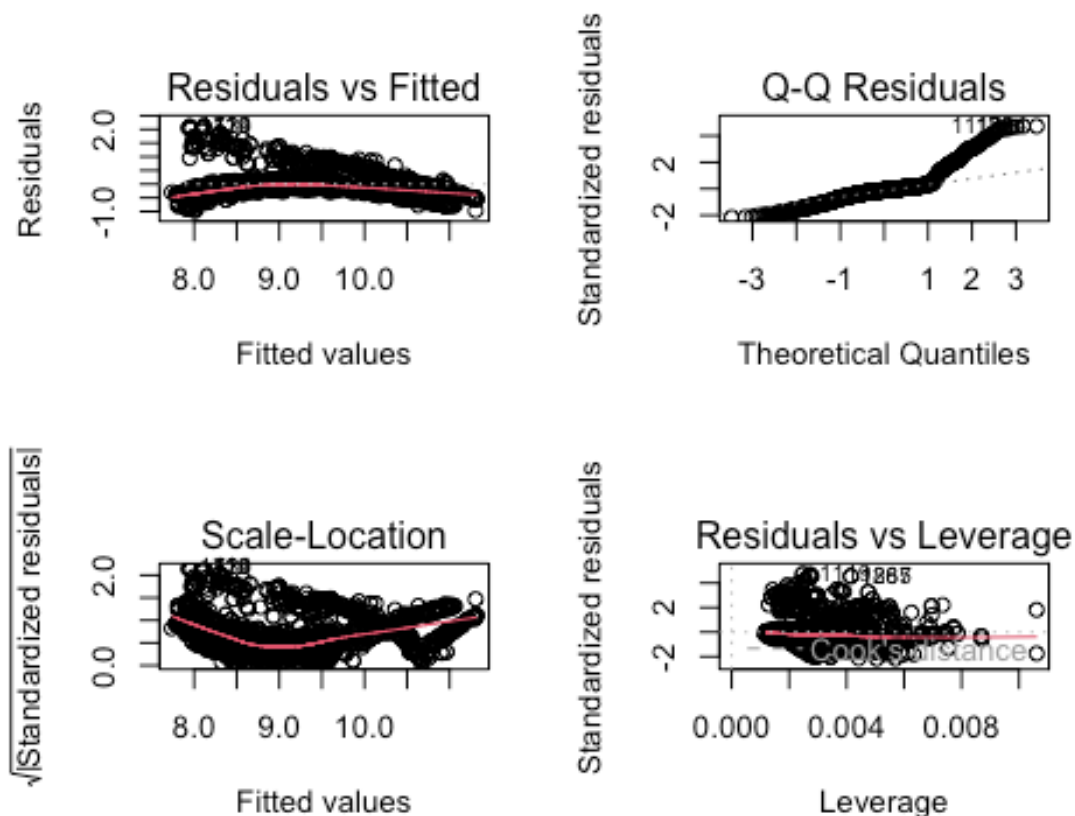 Residuals vs Fitted
Residuals
2.0
-1.0
8.0 9.0 10.0
Fitted values
Q-Q Residuals
Standardized residuals
2
-2
-3 -1 1 2 3
Theoretical Quantiles
Scale-Location
√|Standardized residuals|
2.0
0.0
8.0 9.0 10.0
Fitted values
Residuals vs Leverage
Standardized residuals
2
-2
Cook's distance
0.000 0.004 0.008
Leverage